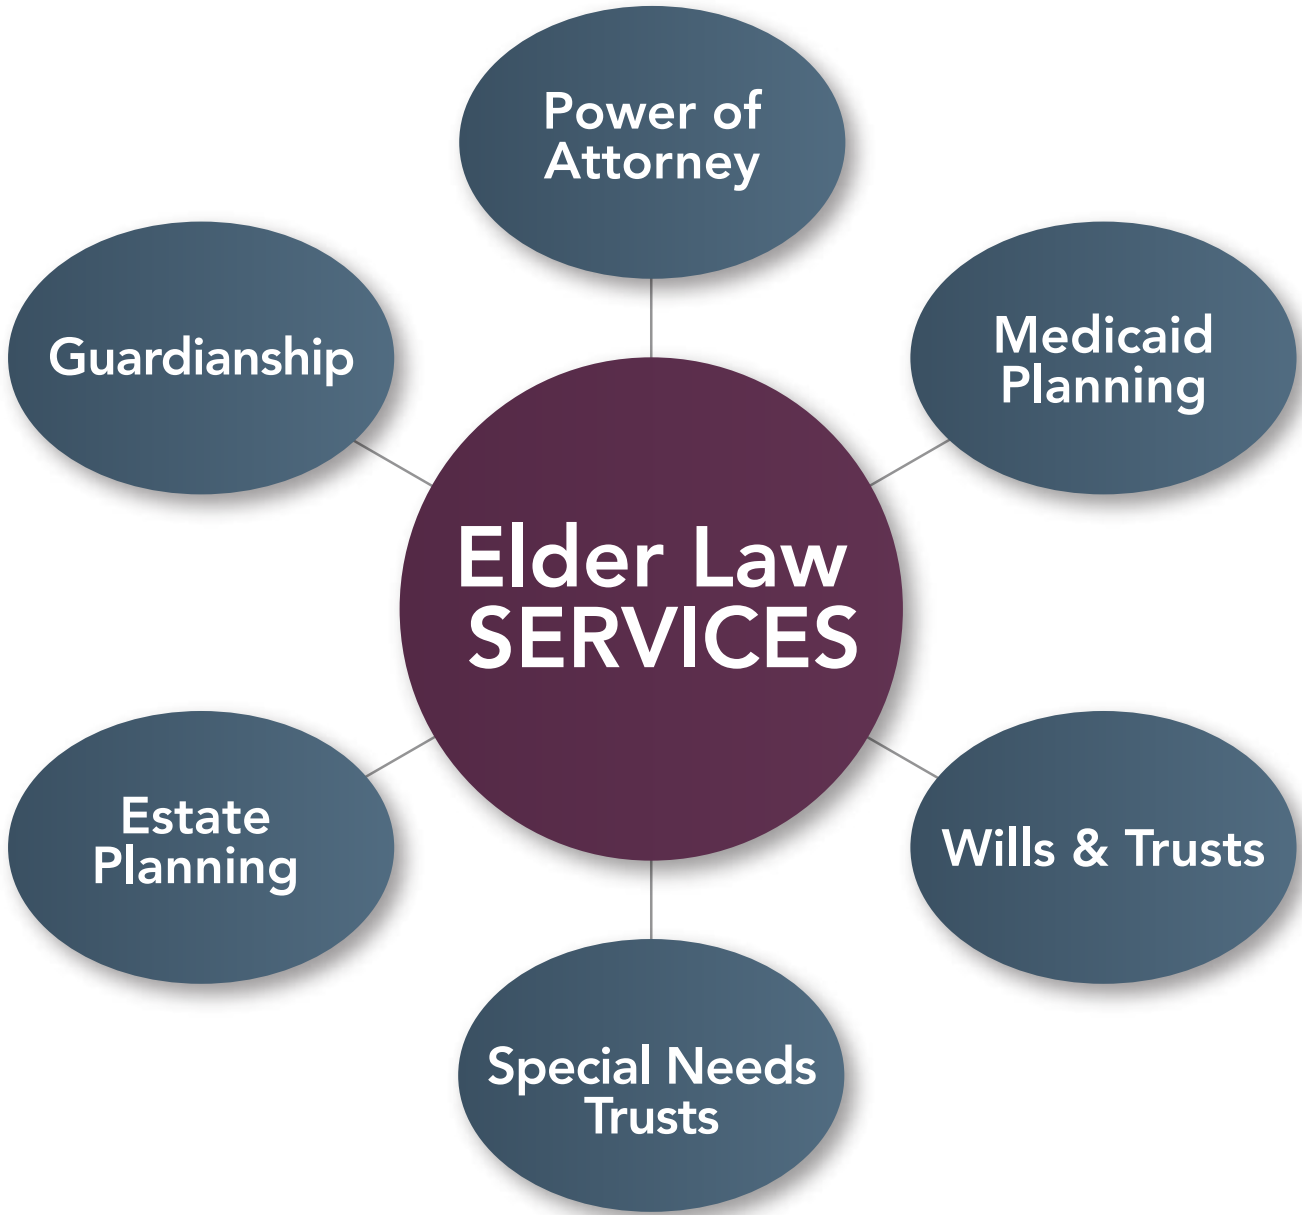 Power of
Attorney
Guardianship
Medicaid
Planning
Elder Law
SERVICES
Estate
Planning
Wills & Trusts
Special Needs
Trusts